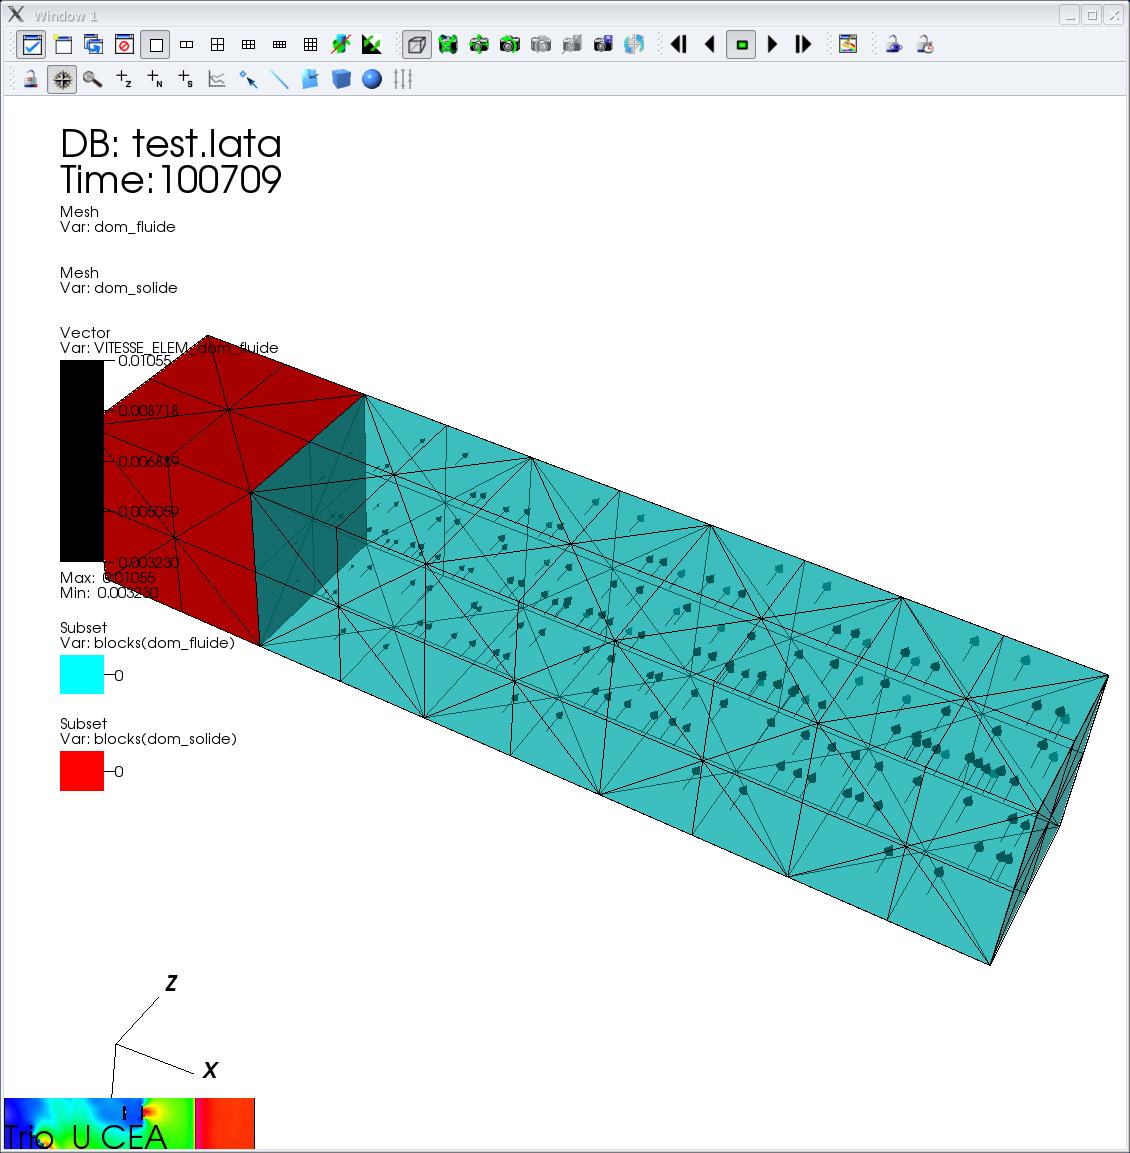 Window 1
DB: test.lata
Time:100709
Mesh
Var: dom_fluide
Mesh
Var: dom_solide
Vector
Var: VITESSE_ELEM_dom_fluide
0.01055
0.008718
0.006889
0.005059
0.003230
Max: 0.01055
Min: 0.003230
Subset
Var: blocks(dom_fluide)
0
Subset
Var: blocks(dom_solide)
0
Z
X
Trio_U CEA